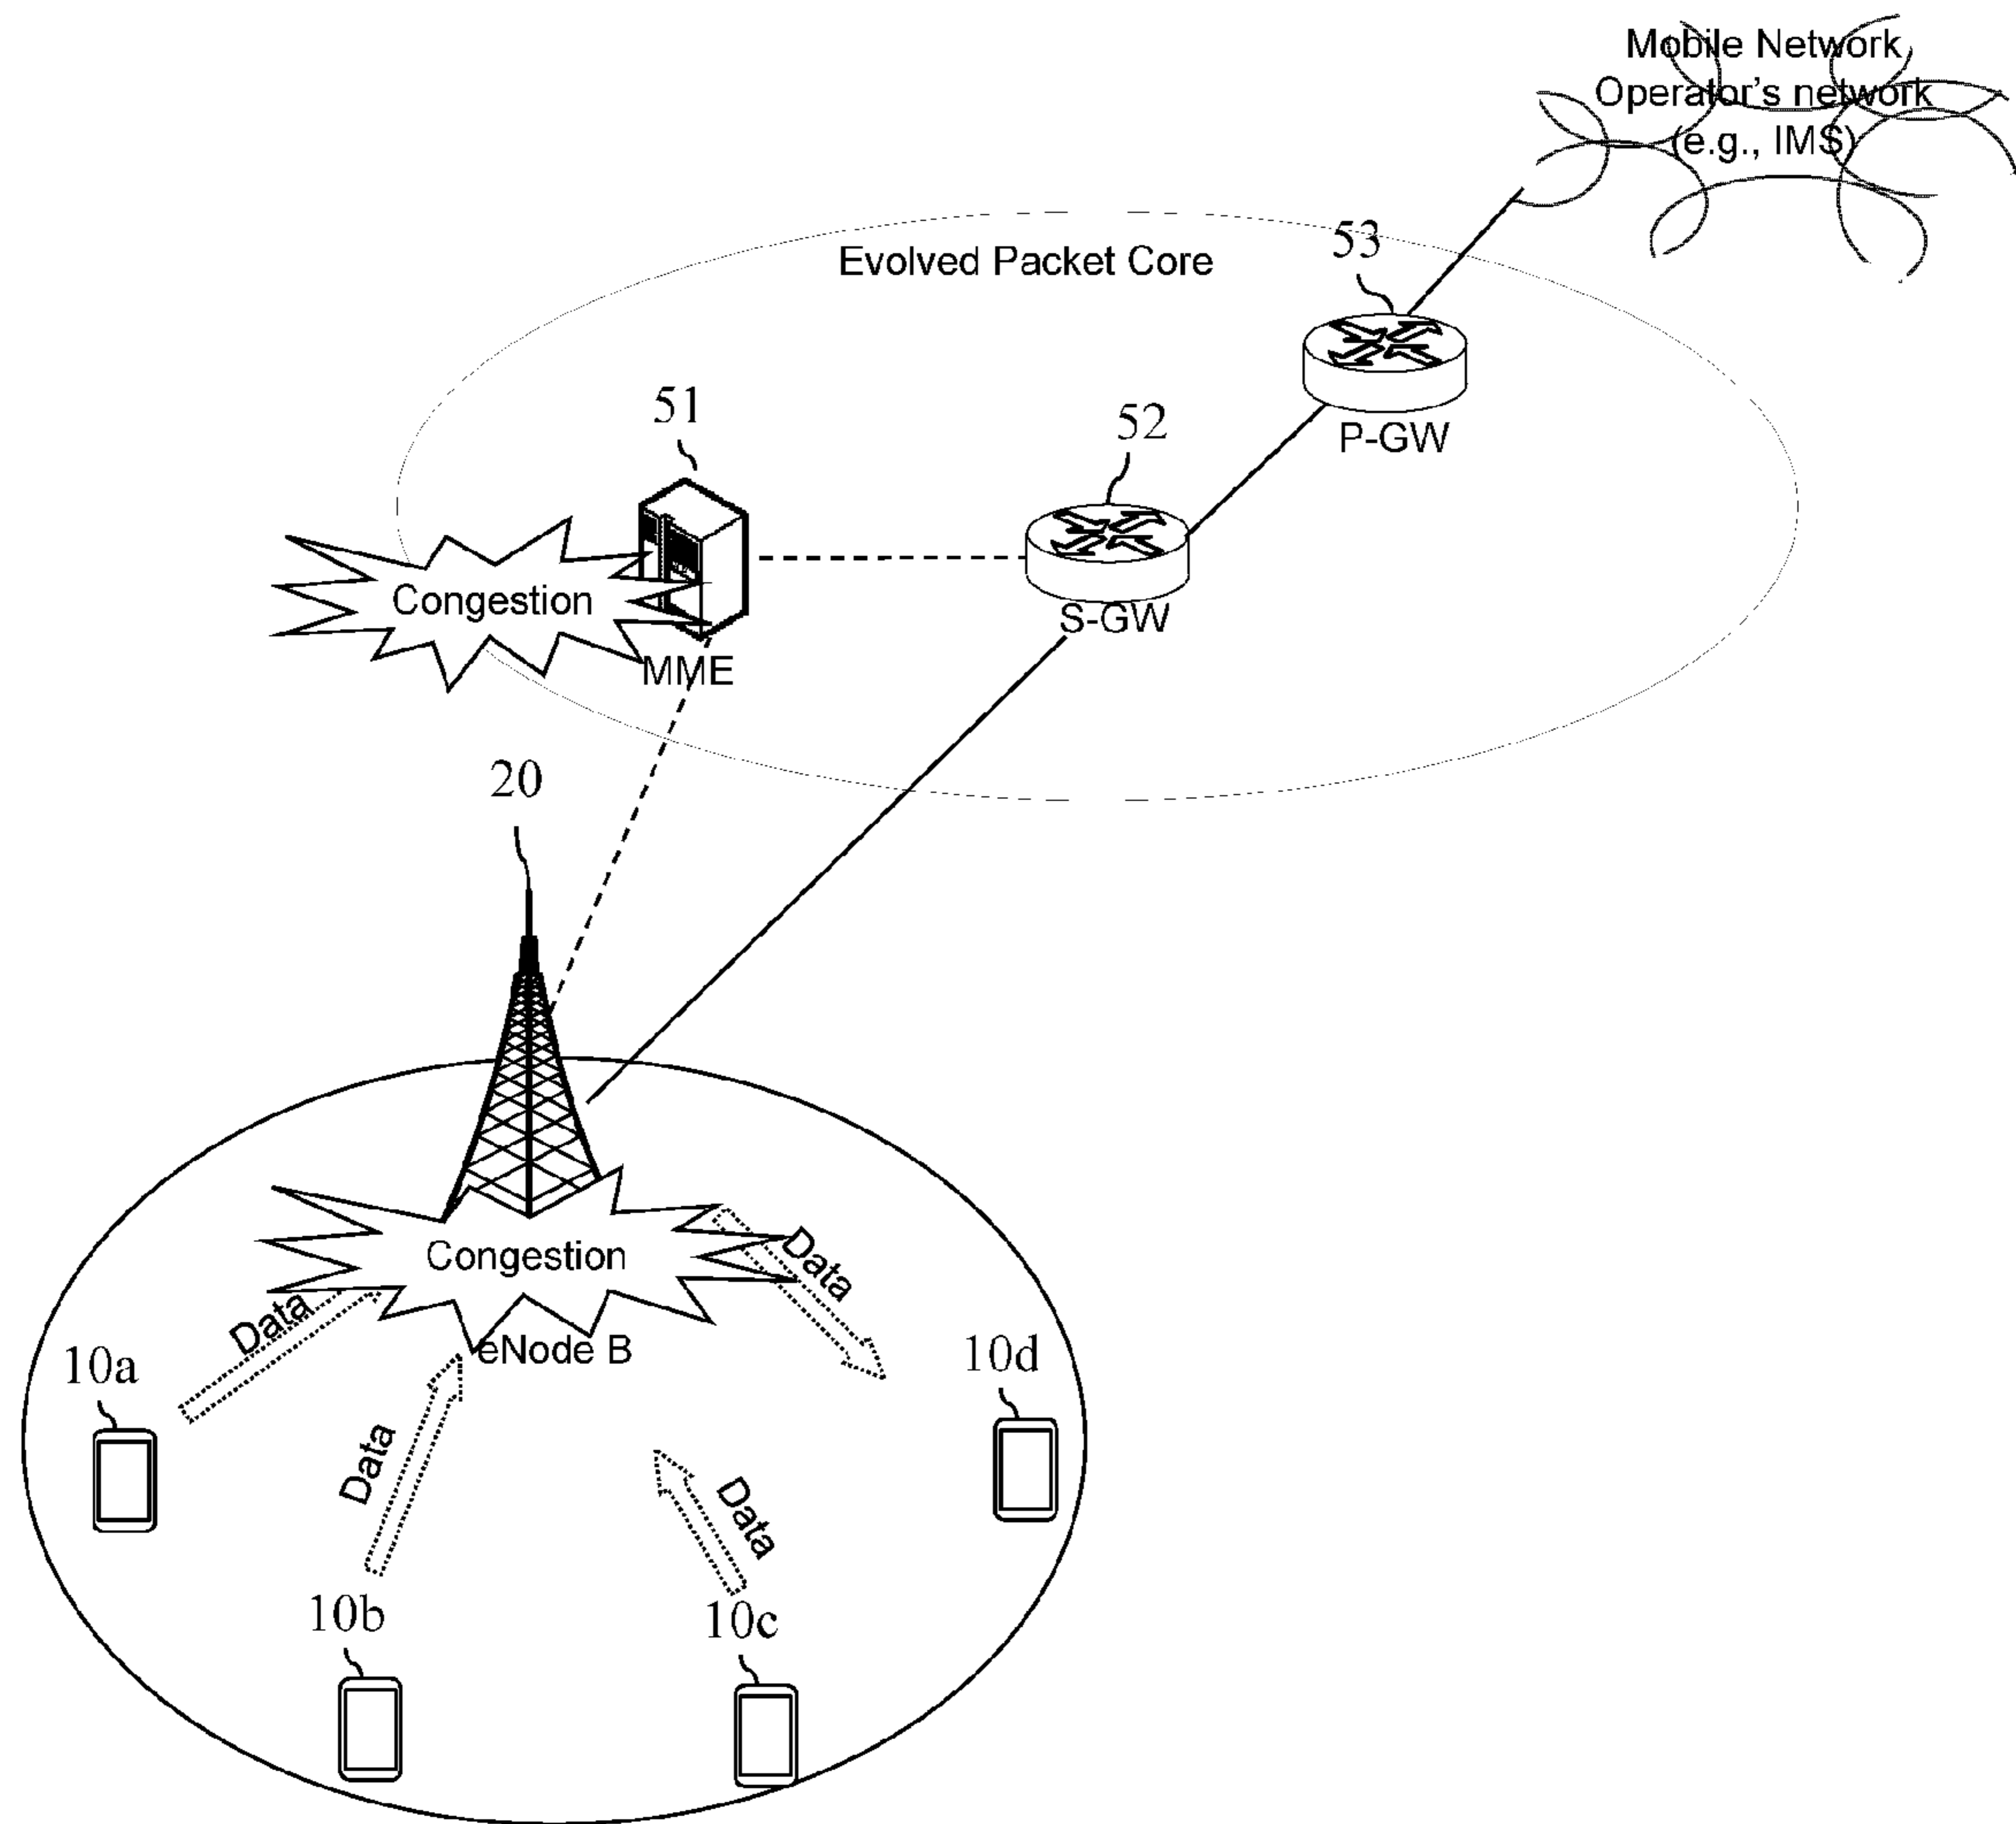 Mobile Network
Operator's network
(e.g., IMS)
53
Evolved Packet Core
P-GW
51
52
Congestion
S-GW
MME
20
Data
Congestion
Data
eNode B
10a
10d
Data
Data
10b
10c